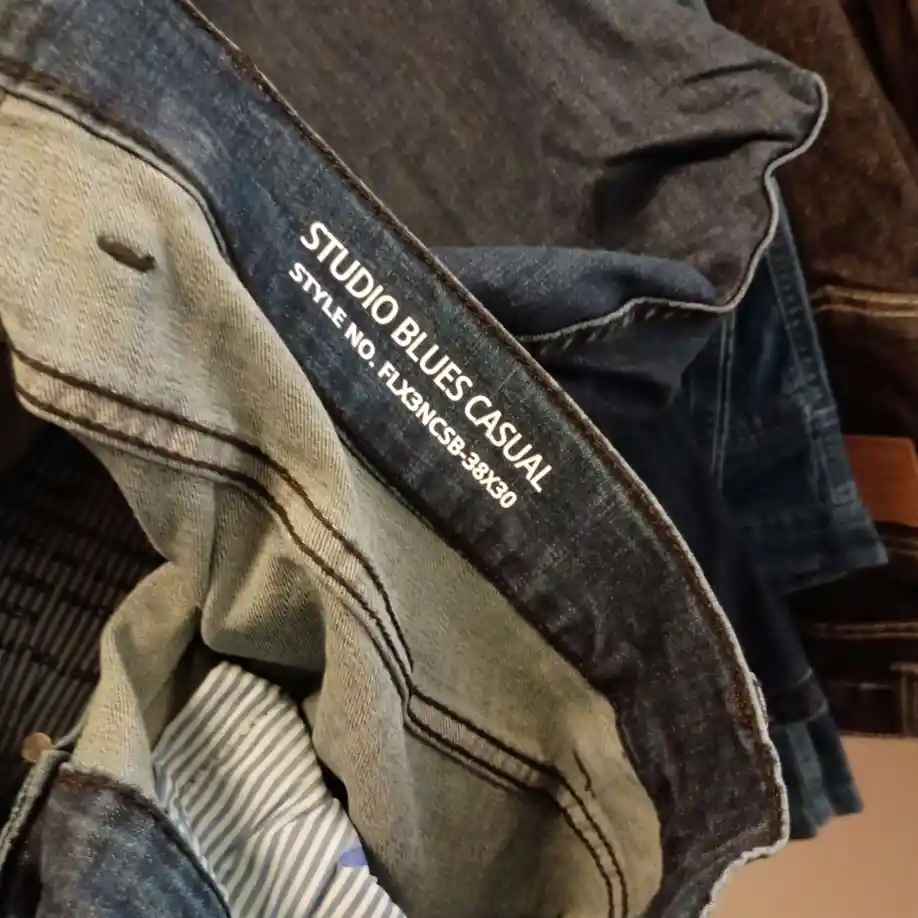 STUDIO BLUES CASUAL
STYLE NO. FLX3NCSB-38X30